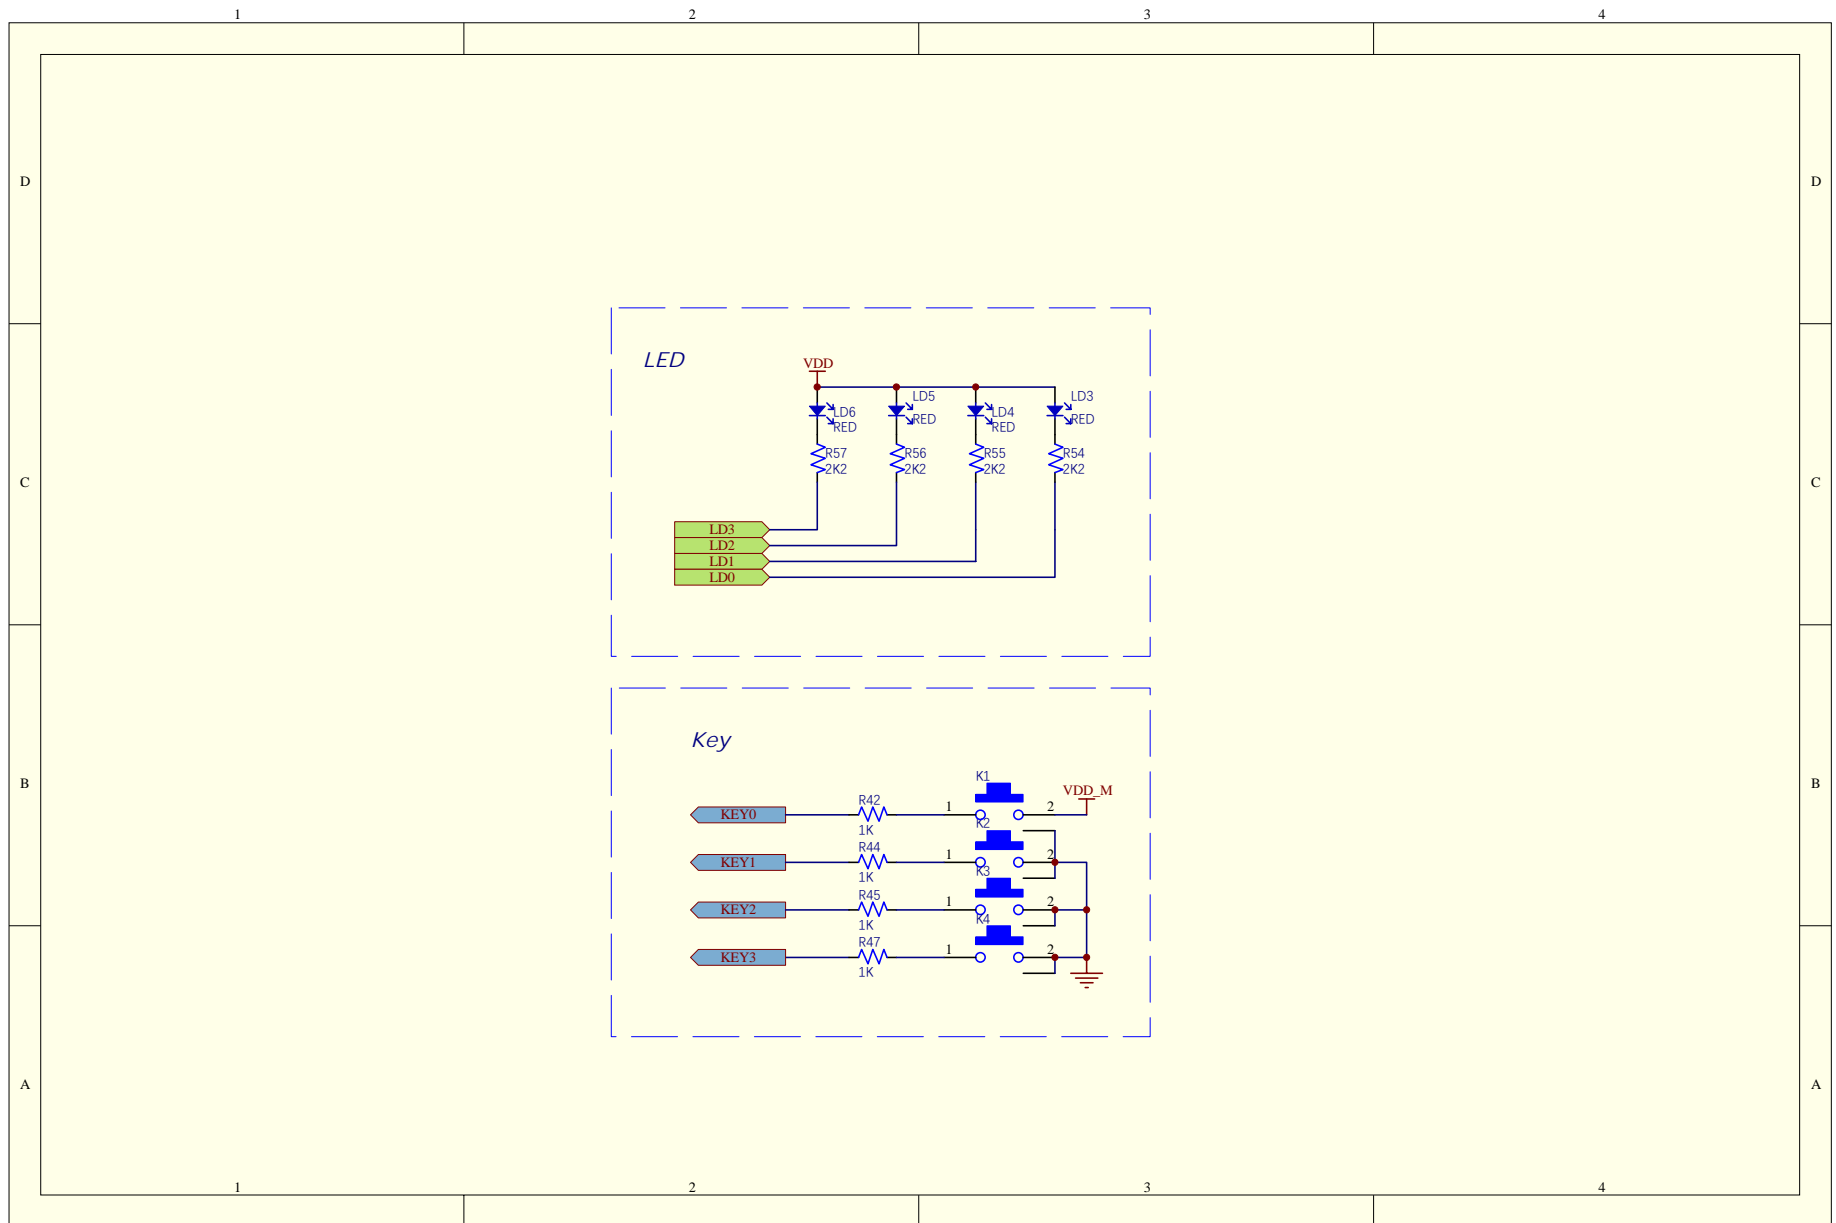 1 2 3 4
D D
LED
VDD
LD6 LD5 LD4 LD3
RED RED RED RED
R57 R56 R55 R54
2K2 2K2 2K2 2K2
C C
LD3
LD2
LD1
LD0
Key
B B
K1
VDD_M
KEY0 R42 1 2
1K
K2
KEY1 R44 1 2
1K
K3
KEY2 R45 1 2
1K
K4
KEY3 R47 1 2
1K
A A
1 2 3 4